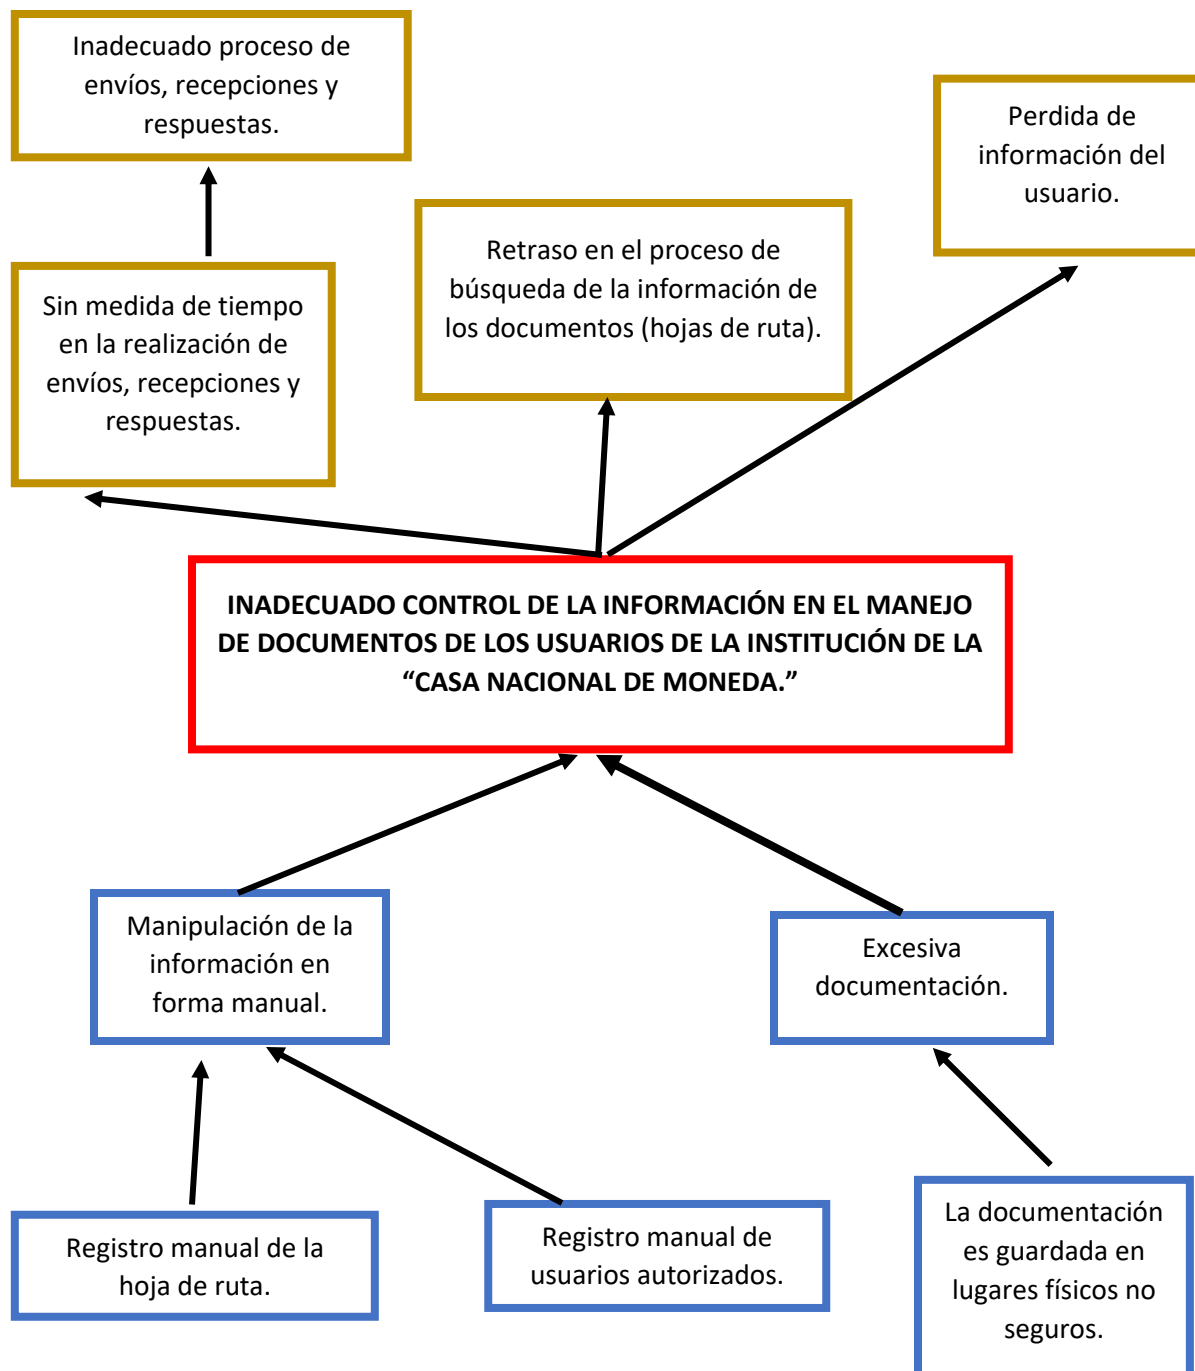 Inadecuado proceso de
envíos, recepciones y
respuestas.
Perdida de
información del
usuario.
Retraso en el proceso de
búsqueda de la información de
los documentos (hojas de ruta).
Sin medida de tiempo
en la realización de
envíos, recepciones y
respuestas.
INADECUADO CONTROL DE LA INFORMACIÓN EN EL MANEJO
DE DOCUMENTOS DE LOS USUARIOS DE LA INSTITUCIÓN DE LA
“CASA NACIONAL DE MONEDA.”
Manipulación de la
información en
forma manual.
Excesiva
documentación.
Registro manual de la
hoja de ruta.
Registro manual de
usuarios autorizados.
La documentación
es guardada en
lugares físicos no
seguros.